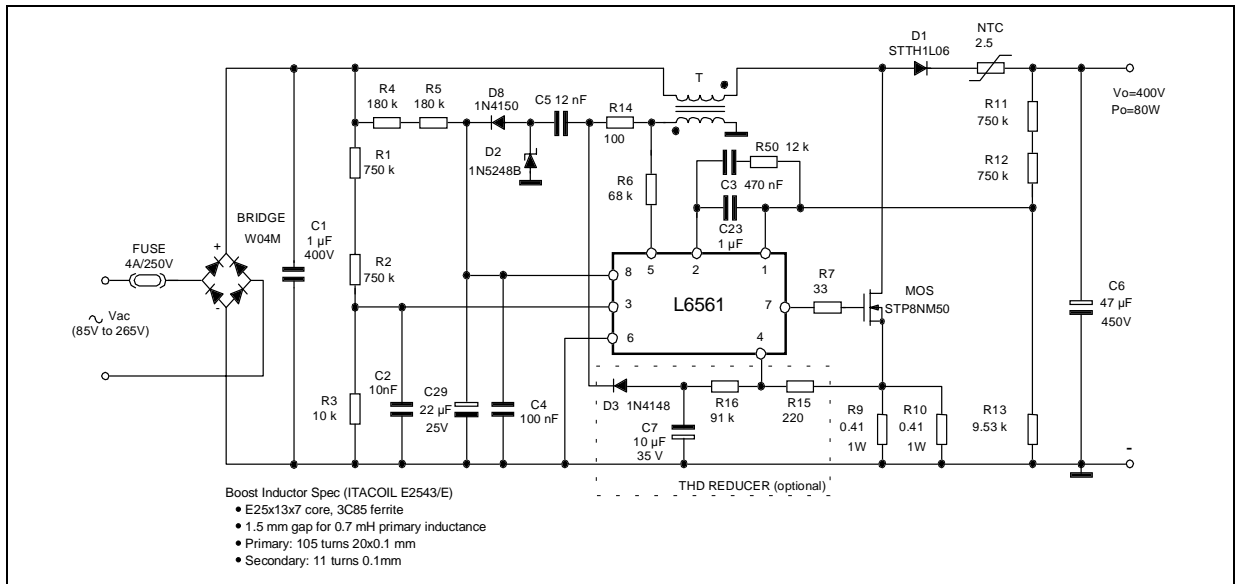 D1
STTH1L06
NTC
2.5
T
R4
180 k
R5
180 k
D8
1N4150
C5 12 nF
R14
100
Vo=400V
Po=80W
R11
750 k
D2
1N5248B
R50 12 k
R1
750 k
R6
68 k
C3 470 nF
R12
750 k
C23
1 µF
BRIDGE
W04M
+
-
C1
1 µF
400V
FUSE
4A/250V
R2
750 k
5
2
1
8
3
6
7
4
L6561
R7
33
MOS
STP8NM50
C6
47 µF
450V
~ Vac
(85V to 265V)
R3
10 k
C2
10nF
C29
22 µF
25V
C4
100 nF
D3 1N4148
R16
91 k
R15
220
C7
10 µF
35 V
R9
0.41
1W
R10
0.41
1W
R13
9.53 k
-
THD REDUCER (optional)
Boost Inductor Spec (ITACOIL E2543/E)
• E25x13x7 core, 3C85 ferrite
• 1.5 mm gap for 0.7 mH primary inductance
• Primary: 105 turns 20x0.1 mm
• Secondary: 11 turns 0.1mm